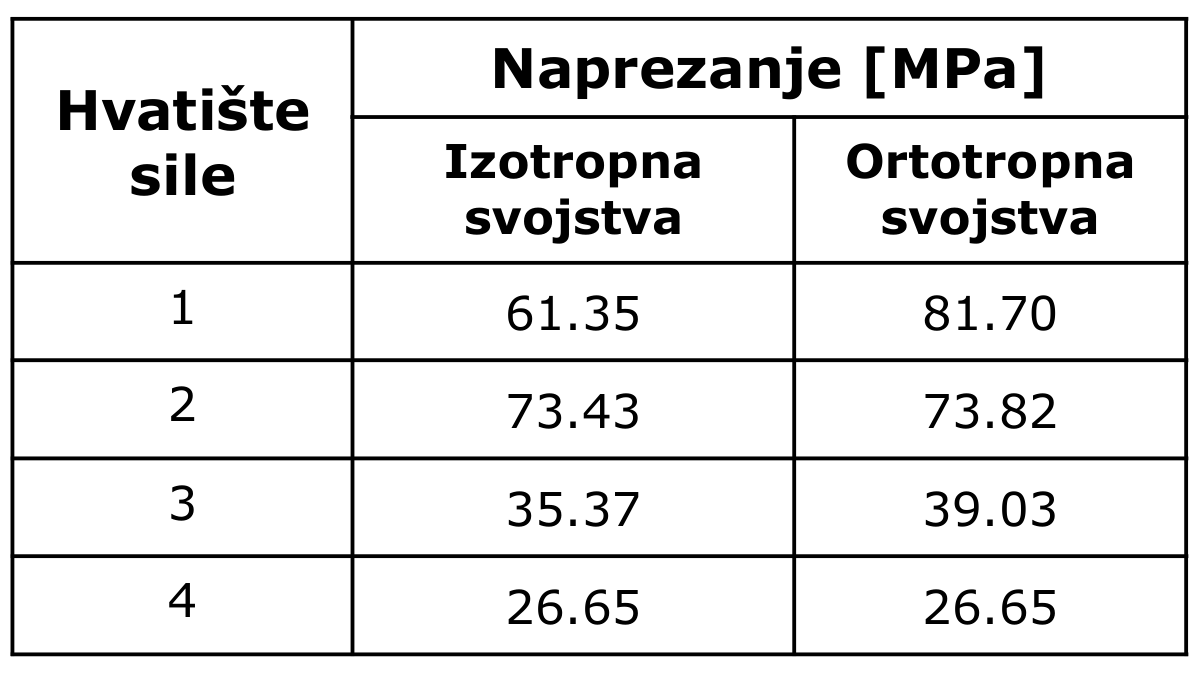 Hvatište
sile
Naprezanje [MPa]
Izotropna
svojstva
Ortotropna
svojstva
1 61.35 81.70
2 73.43 73.82
3 35.37 39.03
4 26.65 26.65